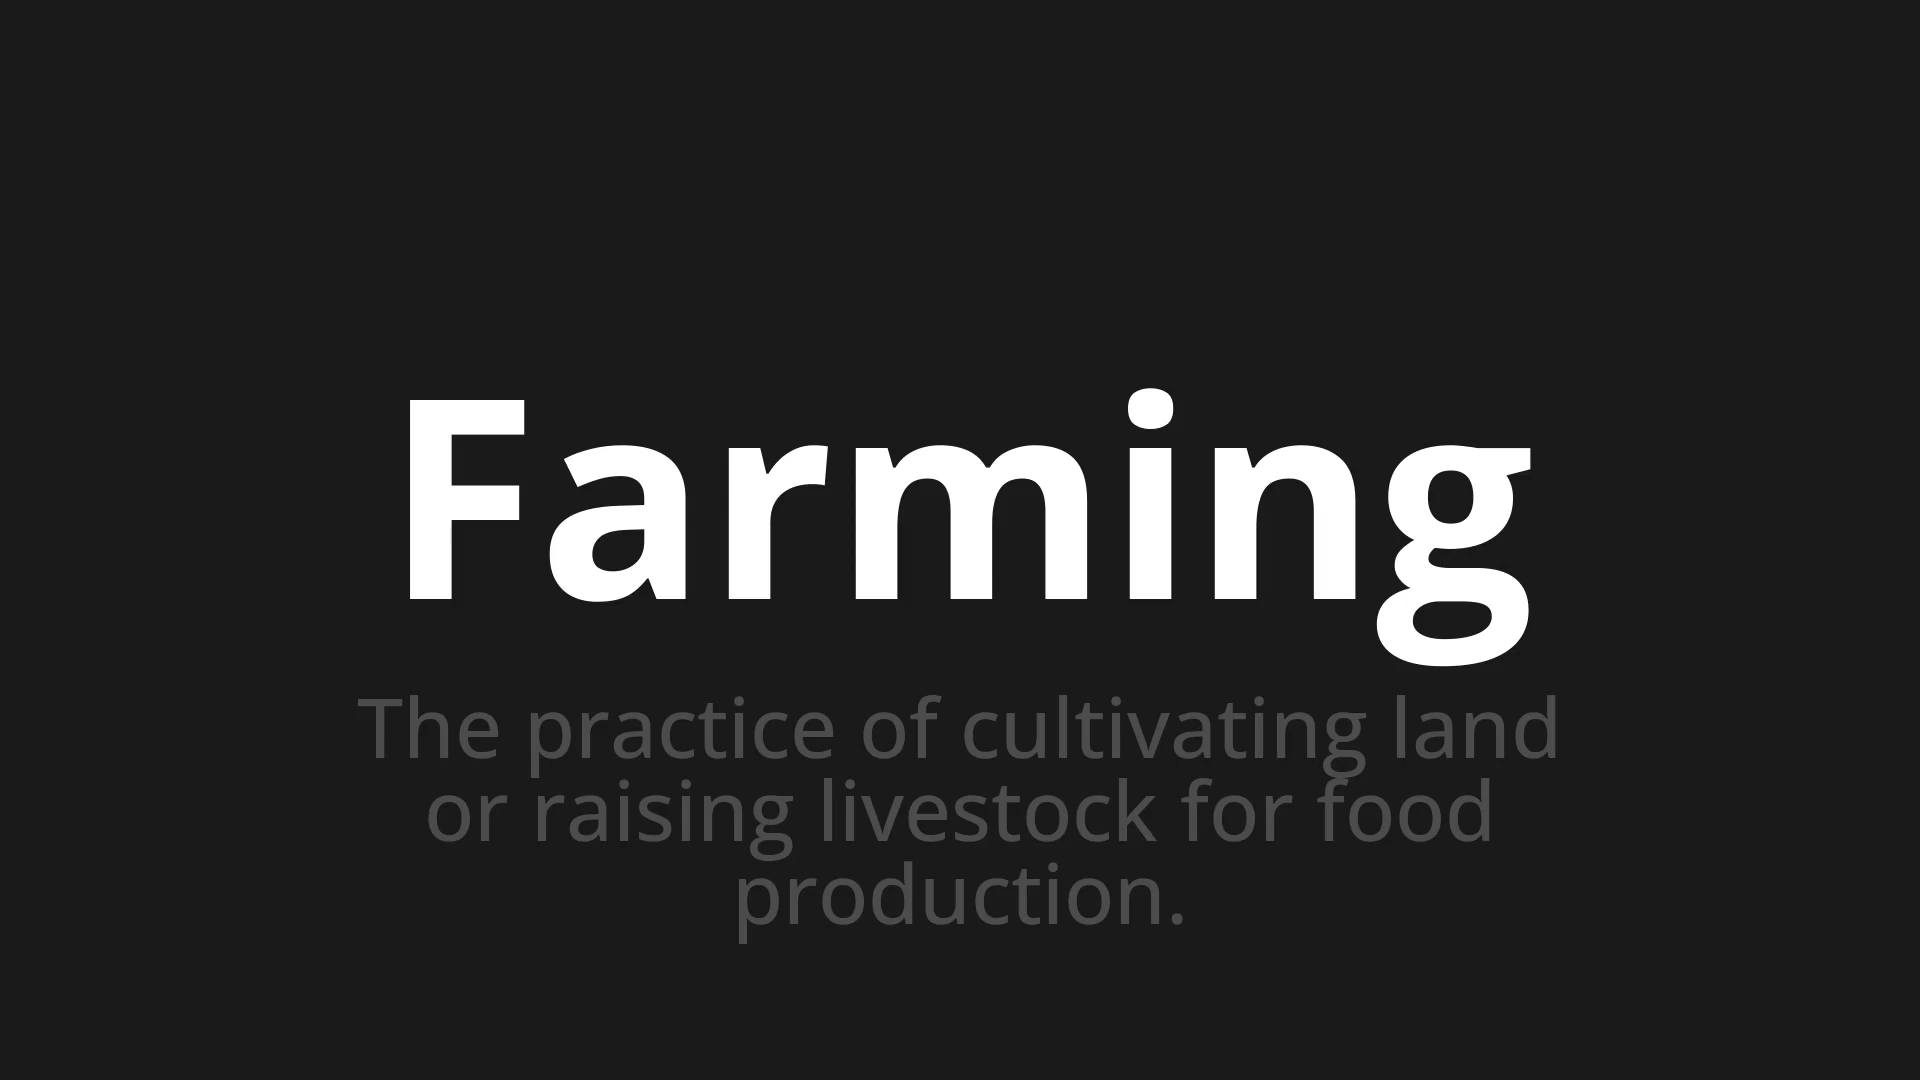 Farming
The practice of cultivating land
or raising livestock for food
production.